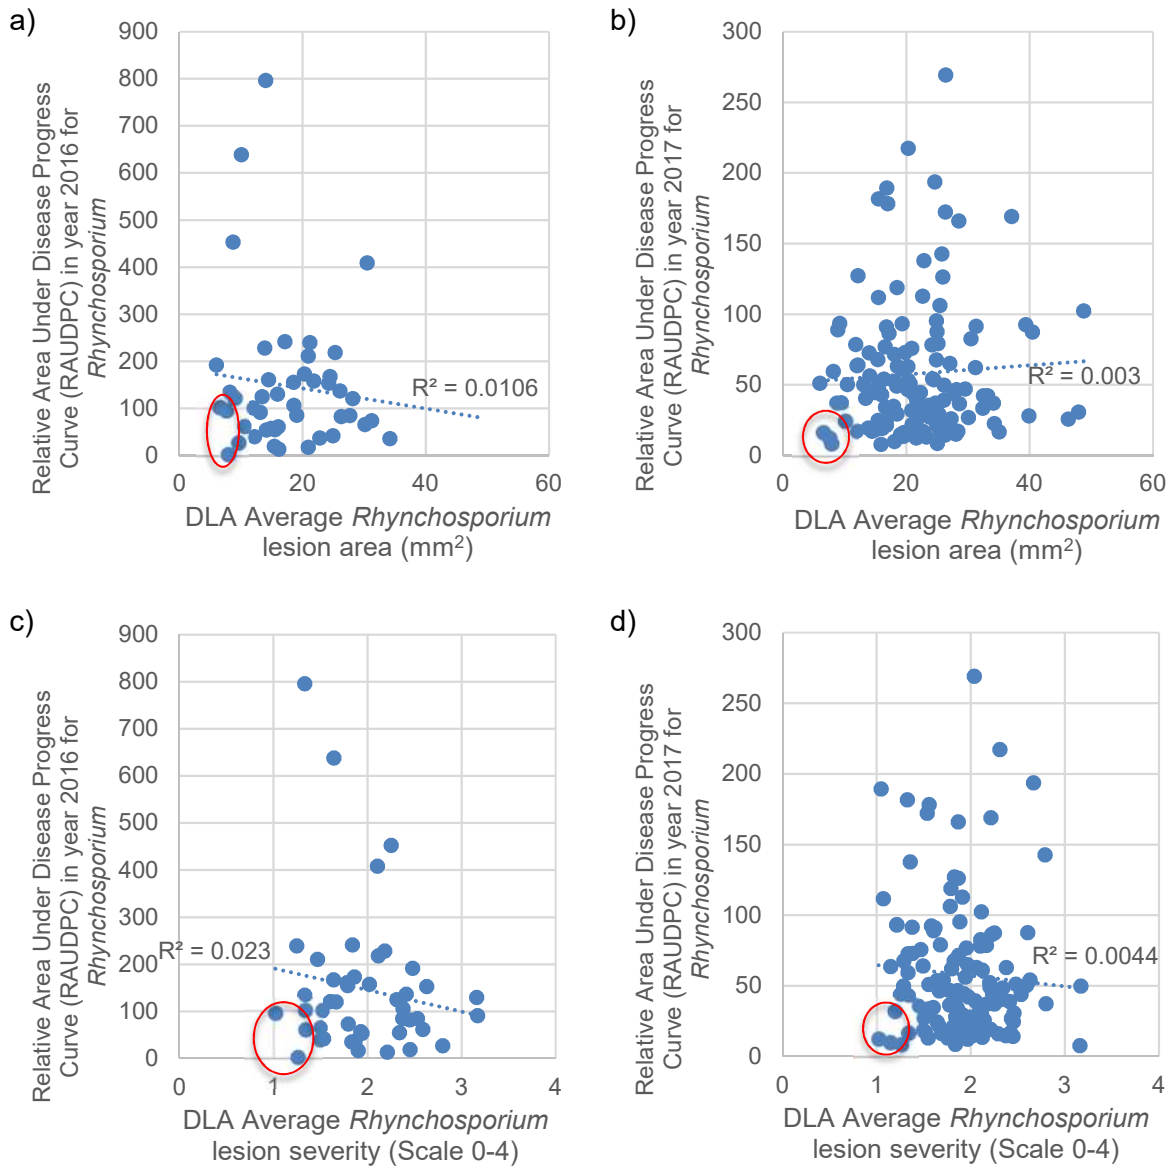 a)
Relative Area Under Disease Progress
Curve (RAUDPC) in year 2016 for
Rhynchosporium
900
800
700
600
500
400
300
200
100
0
R² = 0.0106
0 20 40 60
DLA Average Rhynchosporium
lesion area (mm²)
b)
Relative Area Under Disease Progress
Curve (RAUDPC) in year 2017 for
Rhynchosporium
300
250
200
150
100
50
0
R² = 0.003
0 20 40 60
DLA Average Rhynchosporium
lesion area (mm²)
c)
Relative Area Under Disease Progress
Curve (RAUDPC) in year 2016 for
Rhynchosporium
900
800
700
600
500
400
300
200
100
0
R² = 0.023
0 1 2 3 4
DLA Average Rhynchosporium
lesion severity (Scale 0-4)
d)
Relative Area Under Disease Progress
Curve (RAUDPC) in year 2017 for
Rhynchosporium
300
250
200
150
100
50
0
R² = 0.0044
0 1 2 3 4
DLA Average Rhynchosporium
lesion severity (Scale 0-4)